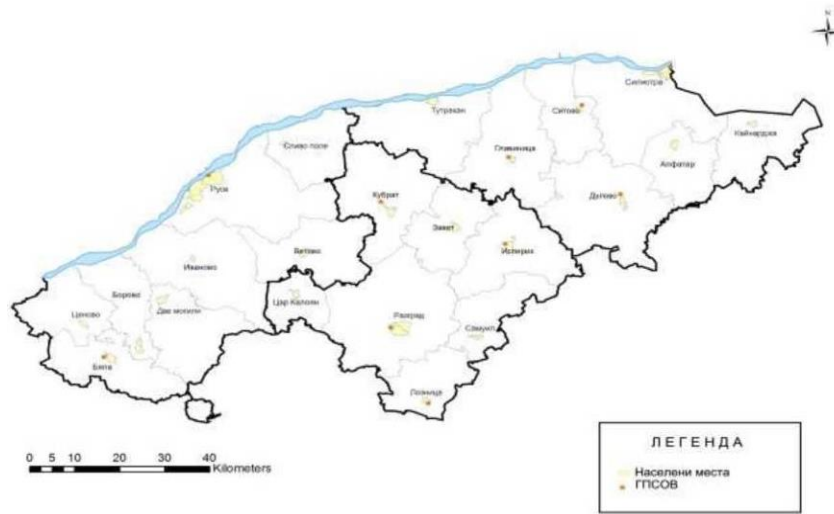 N
Силистра
Тутракан
Ситово
Кайнарджа
Главиница
Алфатар
Сливо поле
Дулово
Русе
Кубрат
Завет
Исперих
Ветово
Иваново
Цар Калоян
Борово
Две могили
Ценово
Разград
Самуил
Бяла
Лозница
0 5 10 20 30 40
Kilometers
ЛЕГЕНДА
Населени места
ГПСОВ